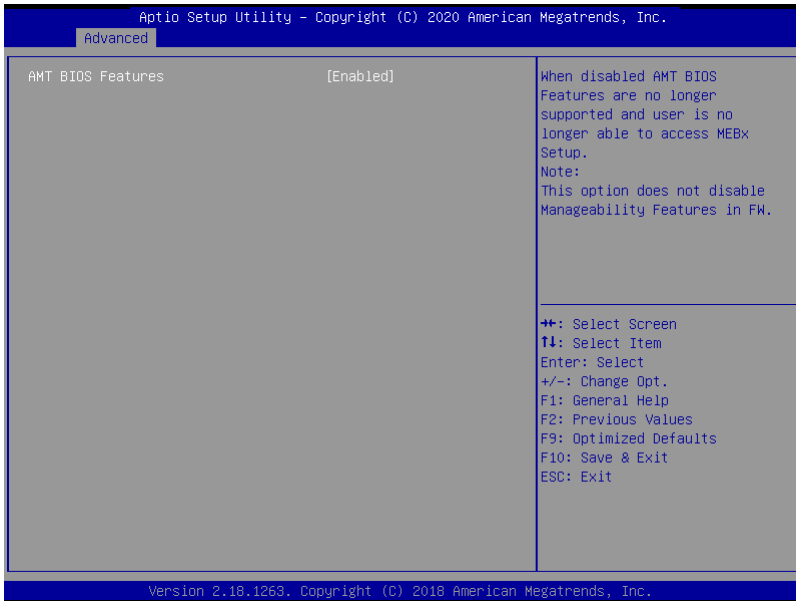 Aptio Setup Utility – Copyright (C) 2020 American Megatrends, Inc.
Advanced
AMT BIOS Features [Enabled]
When disabled AMT BIOS
Features are no longer
supported and user is no
longer able to access MEBx
Setup.
Note:
This option does not disable
Manageability Features in FW.
→←: Select Screen
↑↓: Select Item
Enter: Select
+/-: Change Opt.
F1: General Help
F2: Previous Values
F9: Optimized Defaults
F10: Save & Exit
ESC: Exit
Version 2.18.1263. Copyright (C) 2018 American Megatrends, Inc.